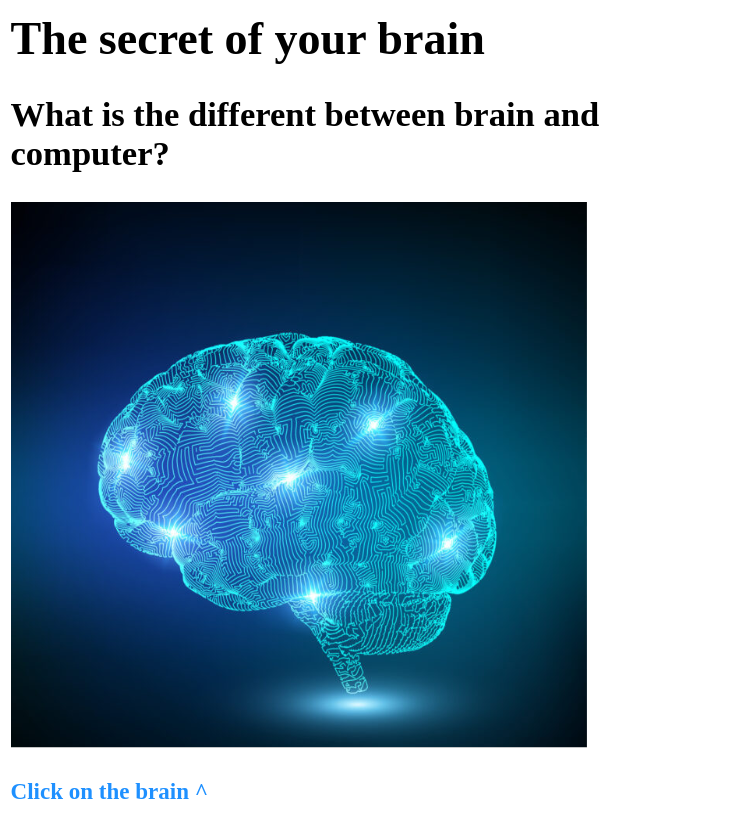 The secret of your brain
What is the different between brain and
computer?
Click on the brain ^